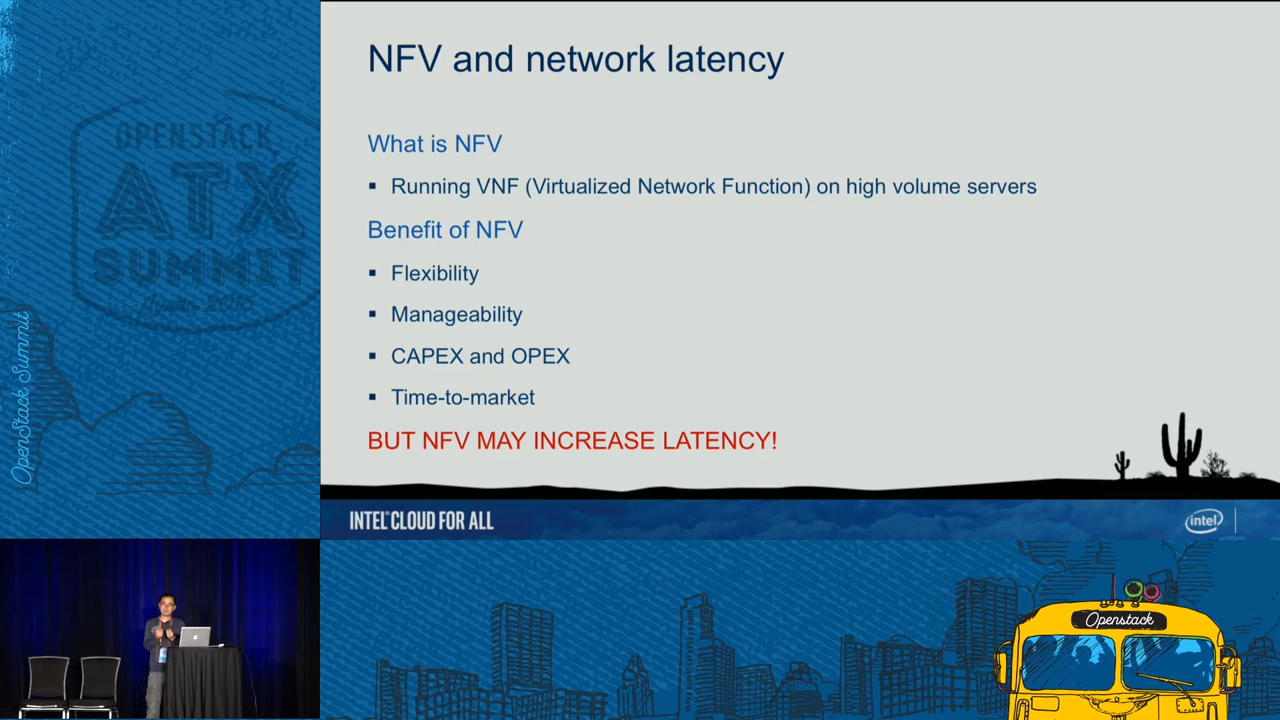 NFV and network latency
What is NFV
▪ Running VNF (Virtualized Network Function) on high volume servers
Benefit of NFV
▪ Flexibility
▪ Manageability
▪ CAPEX and OPEX
▪ Time-to-market
BUT NFV MAY INCREASE LATENCY!
INTEL® CLOUD FOR ALL
intel
OPENSTACK
ATX
SUMMIT
Austin 2016
OpenStack Summit
Openstack